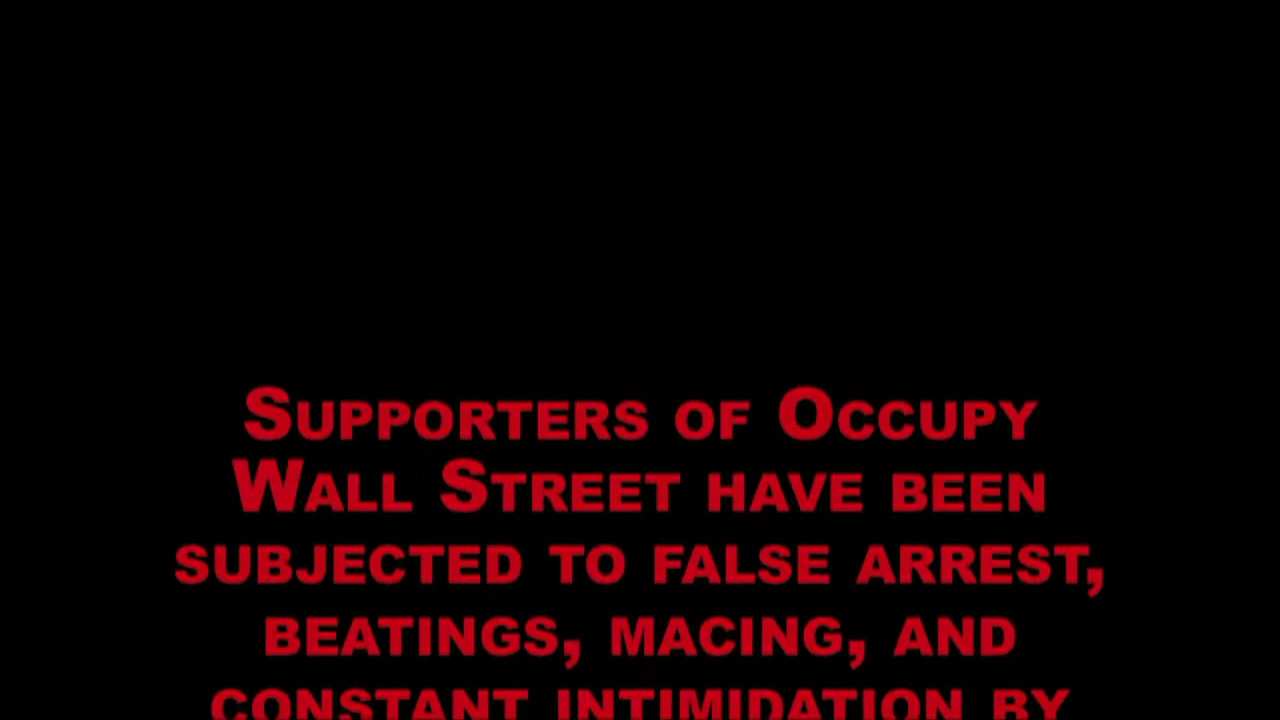 Supporters of Occupy
Wall Street have been
subjected to false arrest,
beatings, macing, and
constant intimidation by